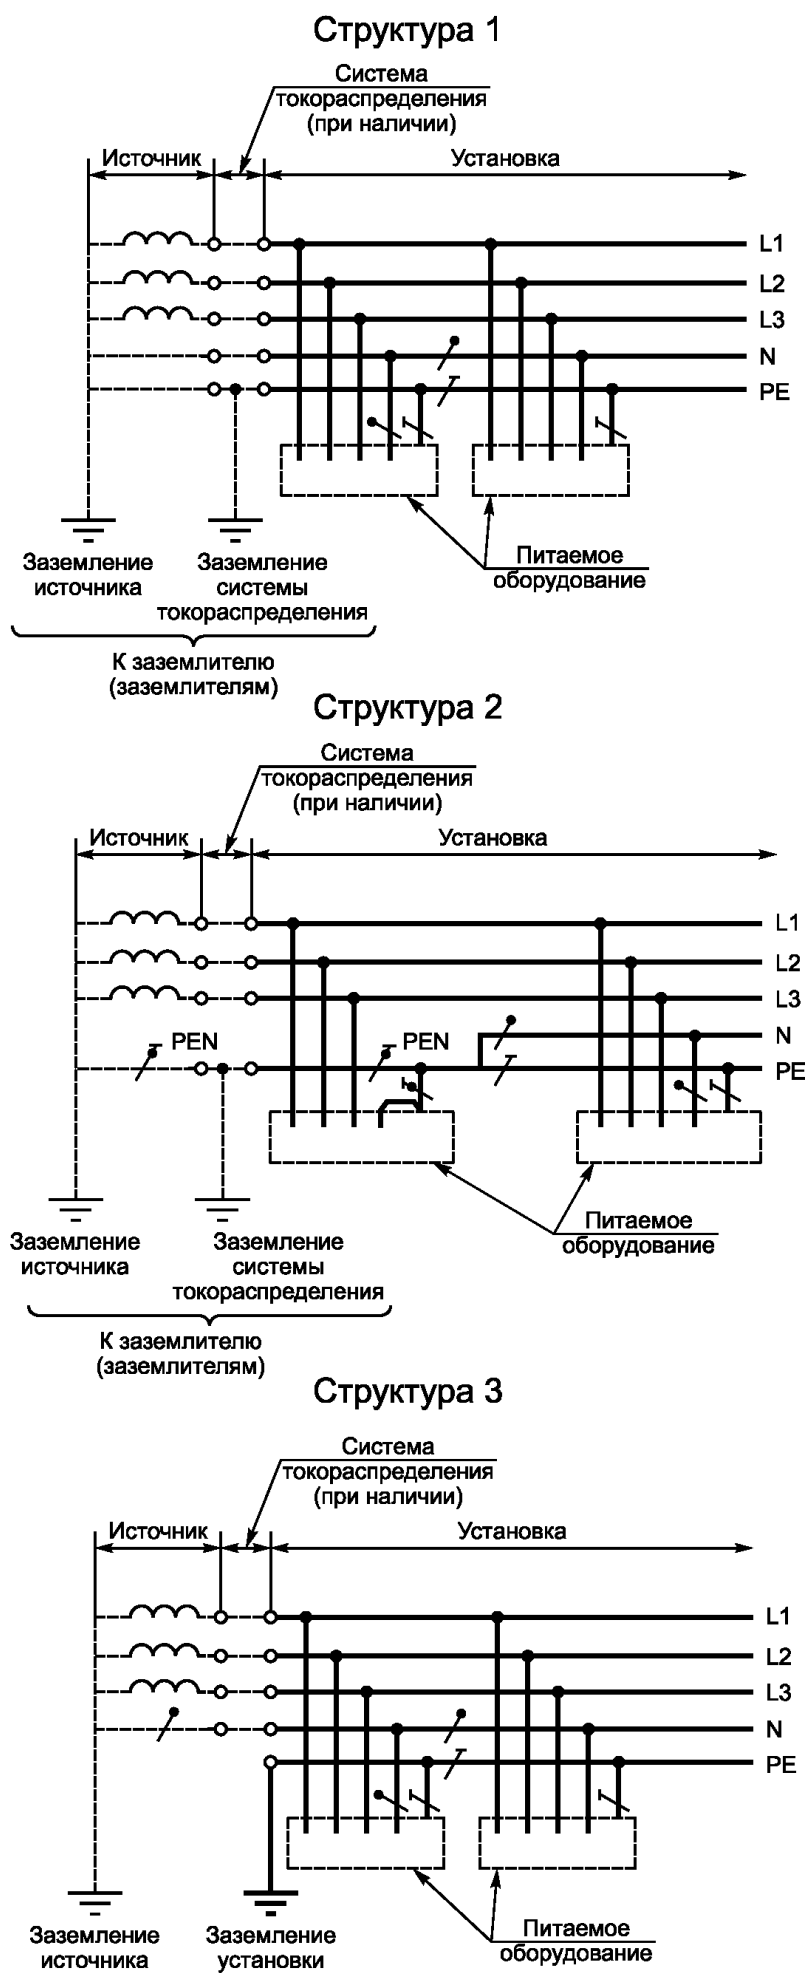 Структура 1
Система
токораспределения
(при наличии)
Источник
Установка
L1
L2
L3
N
PE
Заземление
источника
Заземление
системы
токораспределения
Питаемое
оборудование
К заземлителю
(заземлителям)
Структура 2
Система
токораспределения
(при наличии)
Источник
Установка
L1
L2
L3
PEN
PEN
N
PE
Заземление
источника
Заземление
системы
токораспределения
Питаемое
оборудование
К заземлителю
(заземлителям)
Структура 3
Система
токораспределения
(при наличии)
Источник
Установка
L1
L2
L3
N
PE
Заземление
источника
Заземление
установки
Питаемое
оборудование